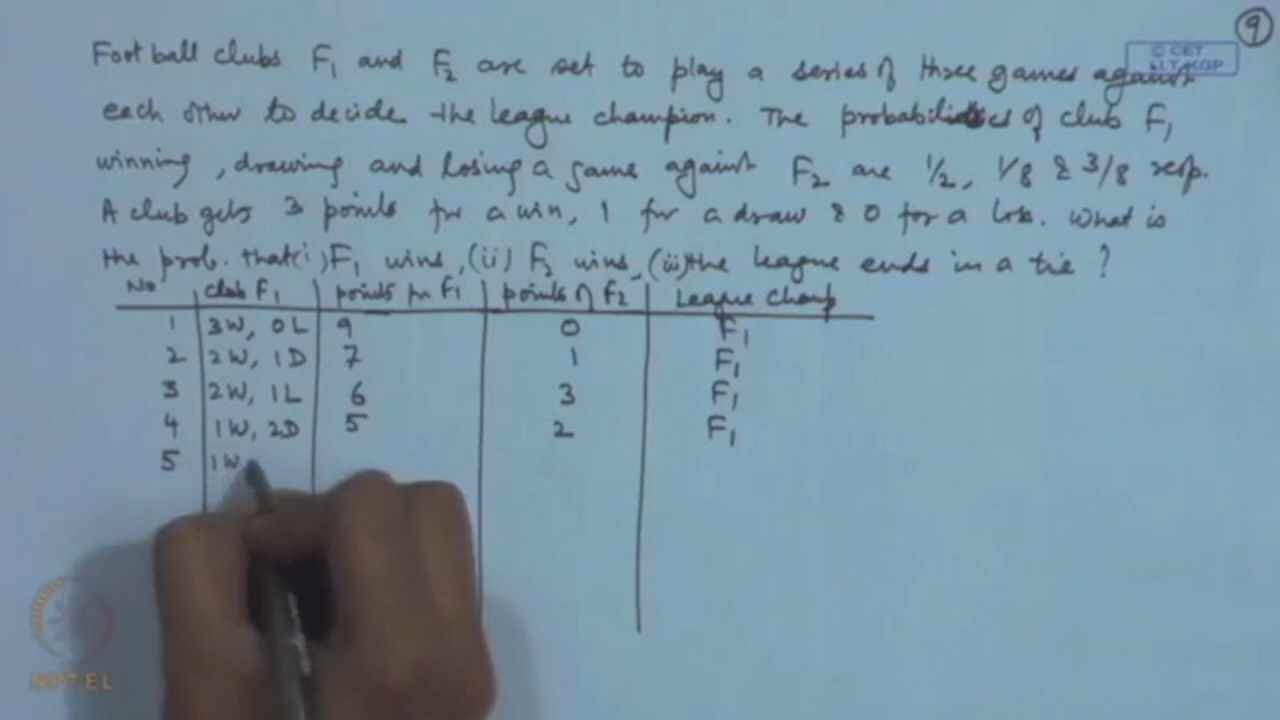 9
© CET
I.I.T. KGP
Football clubs F1 and F2 are set to play a series of three games against
each other to decide the league champion. The probabilities of club F1
winning, drawing and losing a game against F2 are 1/2, 1/8 & 3/8 resp.
A club gets 3 points for a win, 1 for a draw & 0 for a loss. What is
the prob. that (i) F1 wins, (ii) F2 wins, (iii) the league ends in a tie?
No club F1 points for F1 points of F2 League Champ
1 3W, 0L 9 0 F1
2 2W, 1D 7 1 F1
3 2W, 1L 6 3 F1
4 1W, 2D 5 2 F1
5 1W
NPTEL